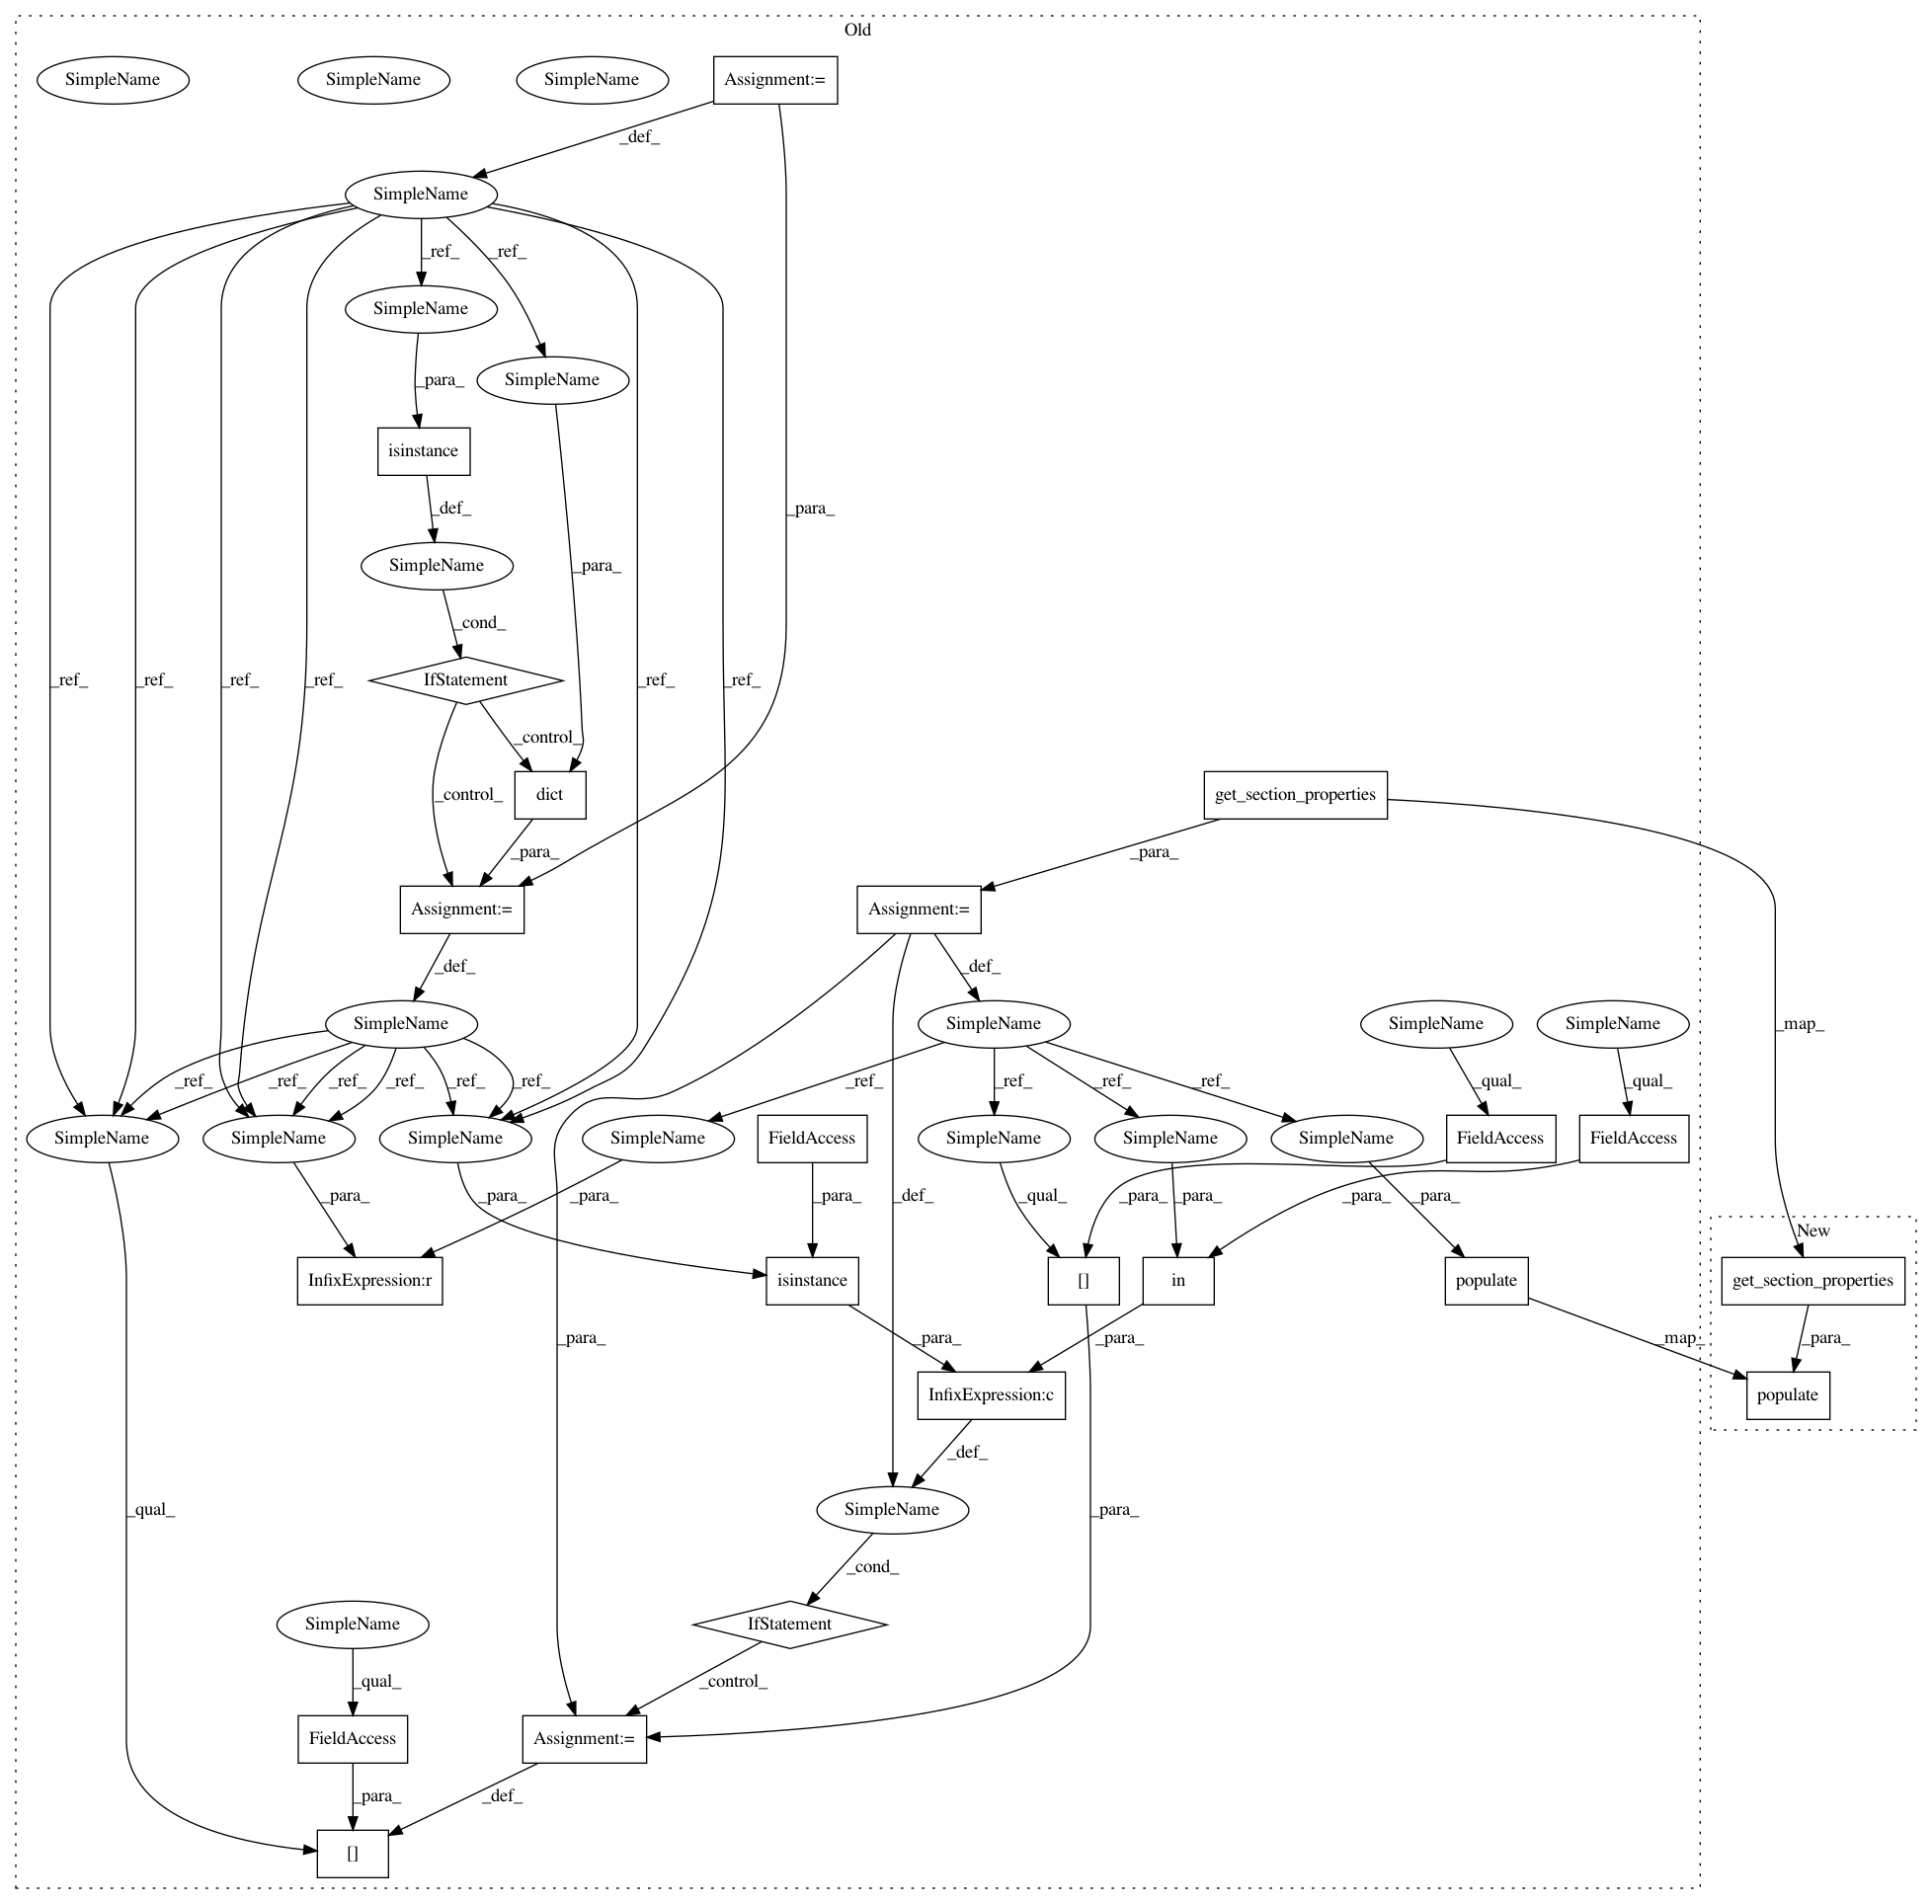 Old
SimpleName
SimpleName
SimpleName
Assignment:=
_def_
SimpleName
_ref_
_ref_
SimpleName
SimpleName
_para_
isinstance
_def_
_para_
SimpleName
_para_
_cond_
_ref_
_ref_
_ref_
_ref_
IfStatement
_ref_
_ref_
_control_
_control_
dict
get_section_properties
_para_
_para_
Assignment:=
Assignment:=
_def_
_def_
SimpleName
SimpleName
SimpleName
SimpleName
_map_
_ref_
_ref_
_ref_
_ref_
_ref_
_ref_
_ref_
_ref_
_ref_
_ref_
_qual_
_qual_
SimpleName
SimpleName
SimpleName
SimpleName
FieldAccess
SimpleName
SimpleName
SimpleName
FieldAccess
FieldAccess
_para_
_para_
_para_
_para_
_def_
_qual_
_para_
_para_
_para_
_para_
New
InfixExpression:r
isinstance
[]
in
populate
get_section_properties
_para_
_para_
_para_
_map_
_para_
InfixExpression:c
populate
_def_
_qual_
SimpleName
_para_
_cond_
SimpleName
IfStatement
_qual_
_control_
FieldAccess
Assignment:=
_para_
_def_
[]